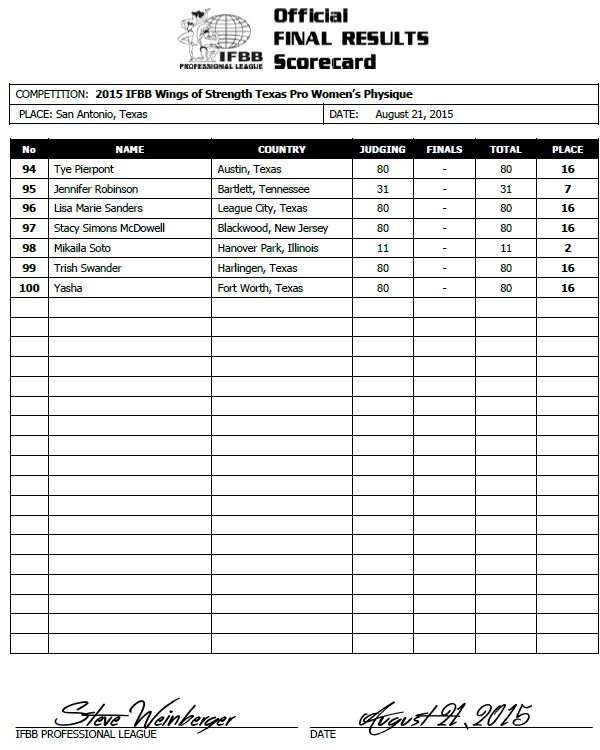 IFBB
PROFESSIONAL LEAGUE
Official
FINAL RESULTS
Scorecard
COMPETITION: 2015 IFBB Wings of Strength Texas Pro Women's Physique
PLACE: San Antonio, Texas DATE: August 21, 2015
No NAME COUNTRY JUDGING FINALS TOTAL PLACE
94 Tye Pierpont Austin, Texas 80 - 80 16
95 Jennifer Robinson Bartlett, Tennessee 31 - 31 7
96 Lisa Marie Sanders League City, Texas 80 - 80 16
97 Stacy Simons McDowell Blackwood, New Jersey 80 - 80 16
98 Mikaila Soto Hanover Park, Illinois 11 - 11 2
99 Trish Swander Harlingen, Texas 80 - 80 16
100 Yasha Fort Worth, Texas 80 - 80 16
Steve Weinberger August 21, 2015
IFBB PROFESSIONAL LEAGUE DATE